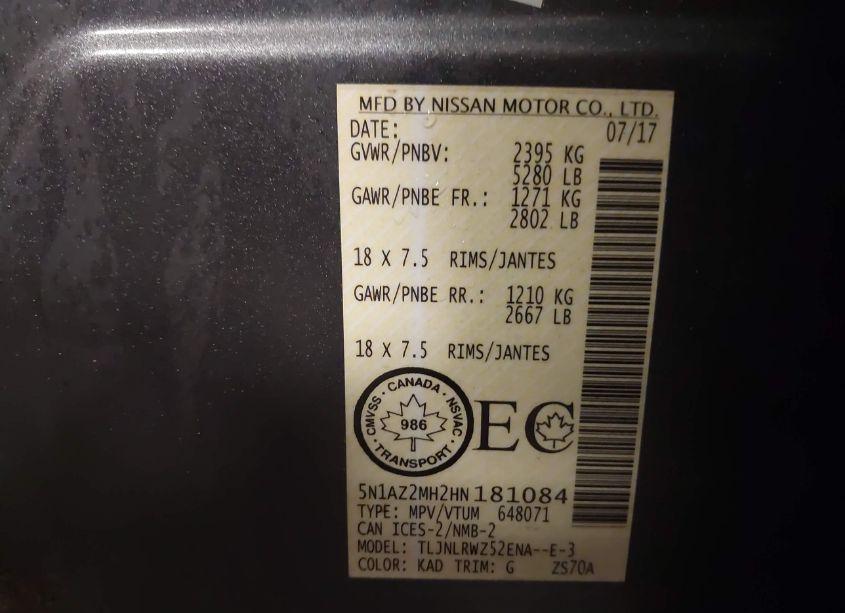 MFD BY NISSAN MOTOR CO., LTD.
DATE: 07/17
GVWR/PNBV: 2395 KG
5280 LB
GAWR/PNBE FR.: 1271 KG
2802 LB
18 X 7.5 RIMS/JANTES
GAWR/PNBE RR.: 1210 KG
2667 LB
18 X 7.5 RIMS/JANTES
CMVSS · CANADA · NSVAC
986
· TRANSPORT ·
EC
5N1AZ2MH2HN181084
TYPE: MPV/VTUM 648071
CAN ICES-2/NMB-2
MODEL: TLJNLRWZ52ENA--E-3
COLOR: KAD TRIM: G ZS70A